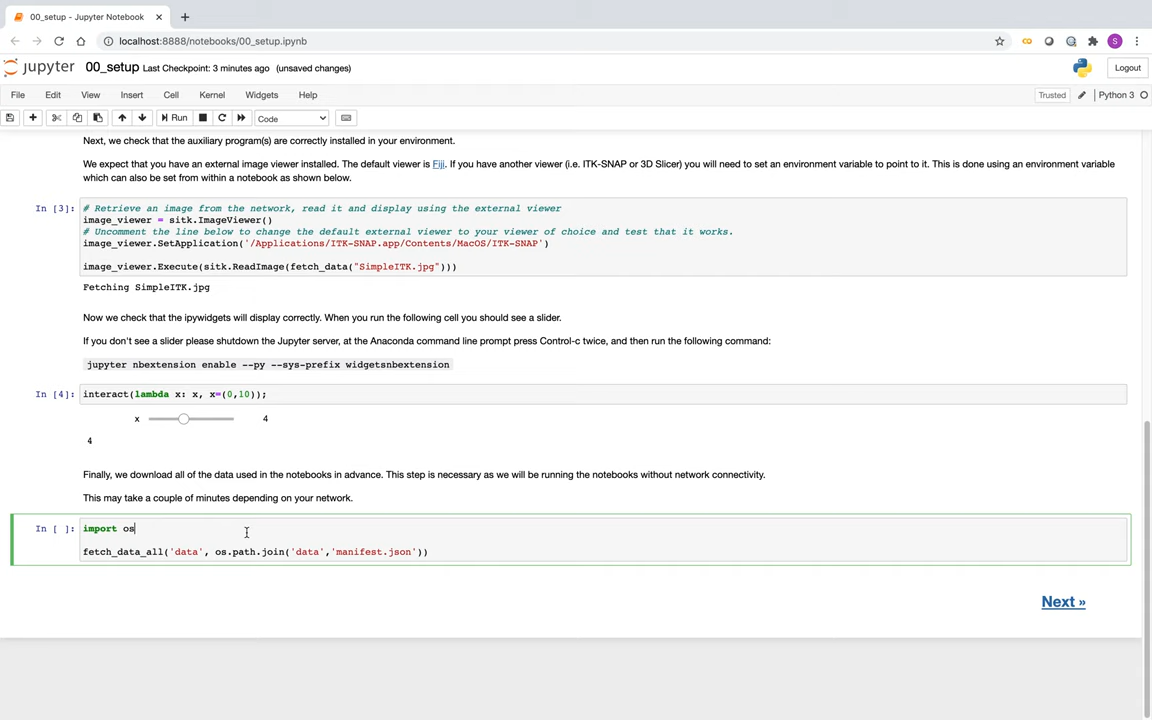 00_setup - Jupyter Notebook
localhost:8888/notebooks/00_setup.ipynb
S
jupyter 00_setup Last Checkpoint: 3 minutes ago (unsaved changes)
Logout
File Edit View Insert Cell Kernel Widgets Help
Trusted Python 3
Run Code
Next, we check that the auxiliary program(s) are correctly installed in your environment.
We expect that you have an external image viewer installed. The default viewer is Fiji. If you have another viewer (i.e. ITK-SNAP or 3D Slicer) you will need to set an environment variable to point to it. This is done using an environment variable
which can also be set from within a notebook as shown below.
In [3]: # Retrieve an image from the network, read it and display using the external viewer
image_viewer = sitk.ImageViewer()
# Uncomment the line below to change the default external viewer to your viewer of choice and test that it works.
image_viewer.SetApplication('/Applications/ITK-SNAP.app/Contents/MacOS/ITK-SNAP')
image_viewer.Execute(sitk.ReadImage(fetch_data("SimpleITK.jpg")))
Fetching SimpleITK.jpg
Now we check that the ipywidgets will display correctly. When you run the following cell you should see a slider.
If you don't see a slider please shutdown the Jupyter server, at the Anaconda command line prompt press Control-c twice, and then run the following command:
jupyter nbextension enable --py --sys-prefix widgetsnbextension
In [4]: interact(lambda x: x, x=(0,10));
x 4
4
Finally, we download all of the data used in the notebooks in advance. This step is necessary as we will be running the notebooks without network connectivity.
This may take a couple of minutes depending on your network.
In [ ]: import os
fetch_data_all('data', os.path.join('data','manifest.json'))
Next »